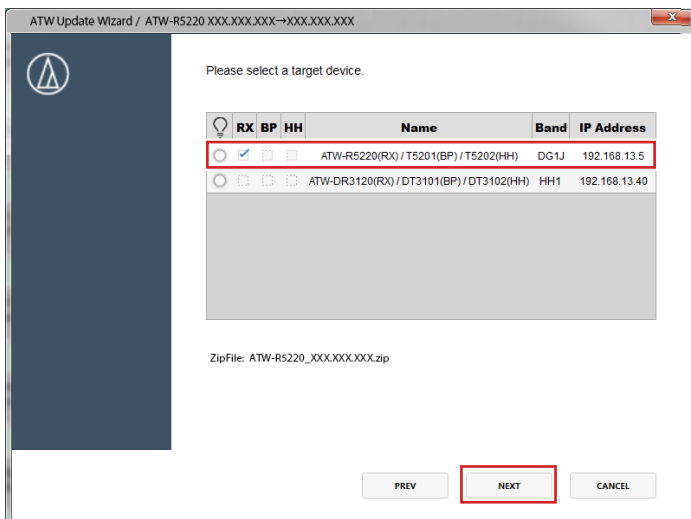 ATW Update Wizard / ATW-R5220 XXX.XXX.XXX→XXX.XXX.XXX
Please select a target device.
RX BP HH Name Band IP Address
ATW-R5220(RX) / T5201(BP) / T5202(HH) DG1J 192.168.13.5
ATW-DR3120(RX) / DT3101(BP) / DT3102(HH) HH1 192.168.13.40
ZipFile: ATW-R5220_XXX.XXX.XXX.zip
PREV NEXT CANCEL